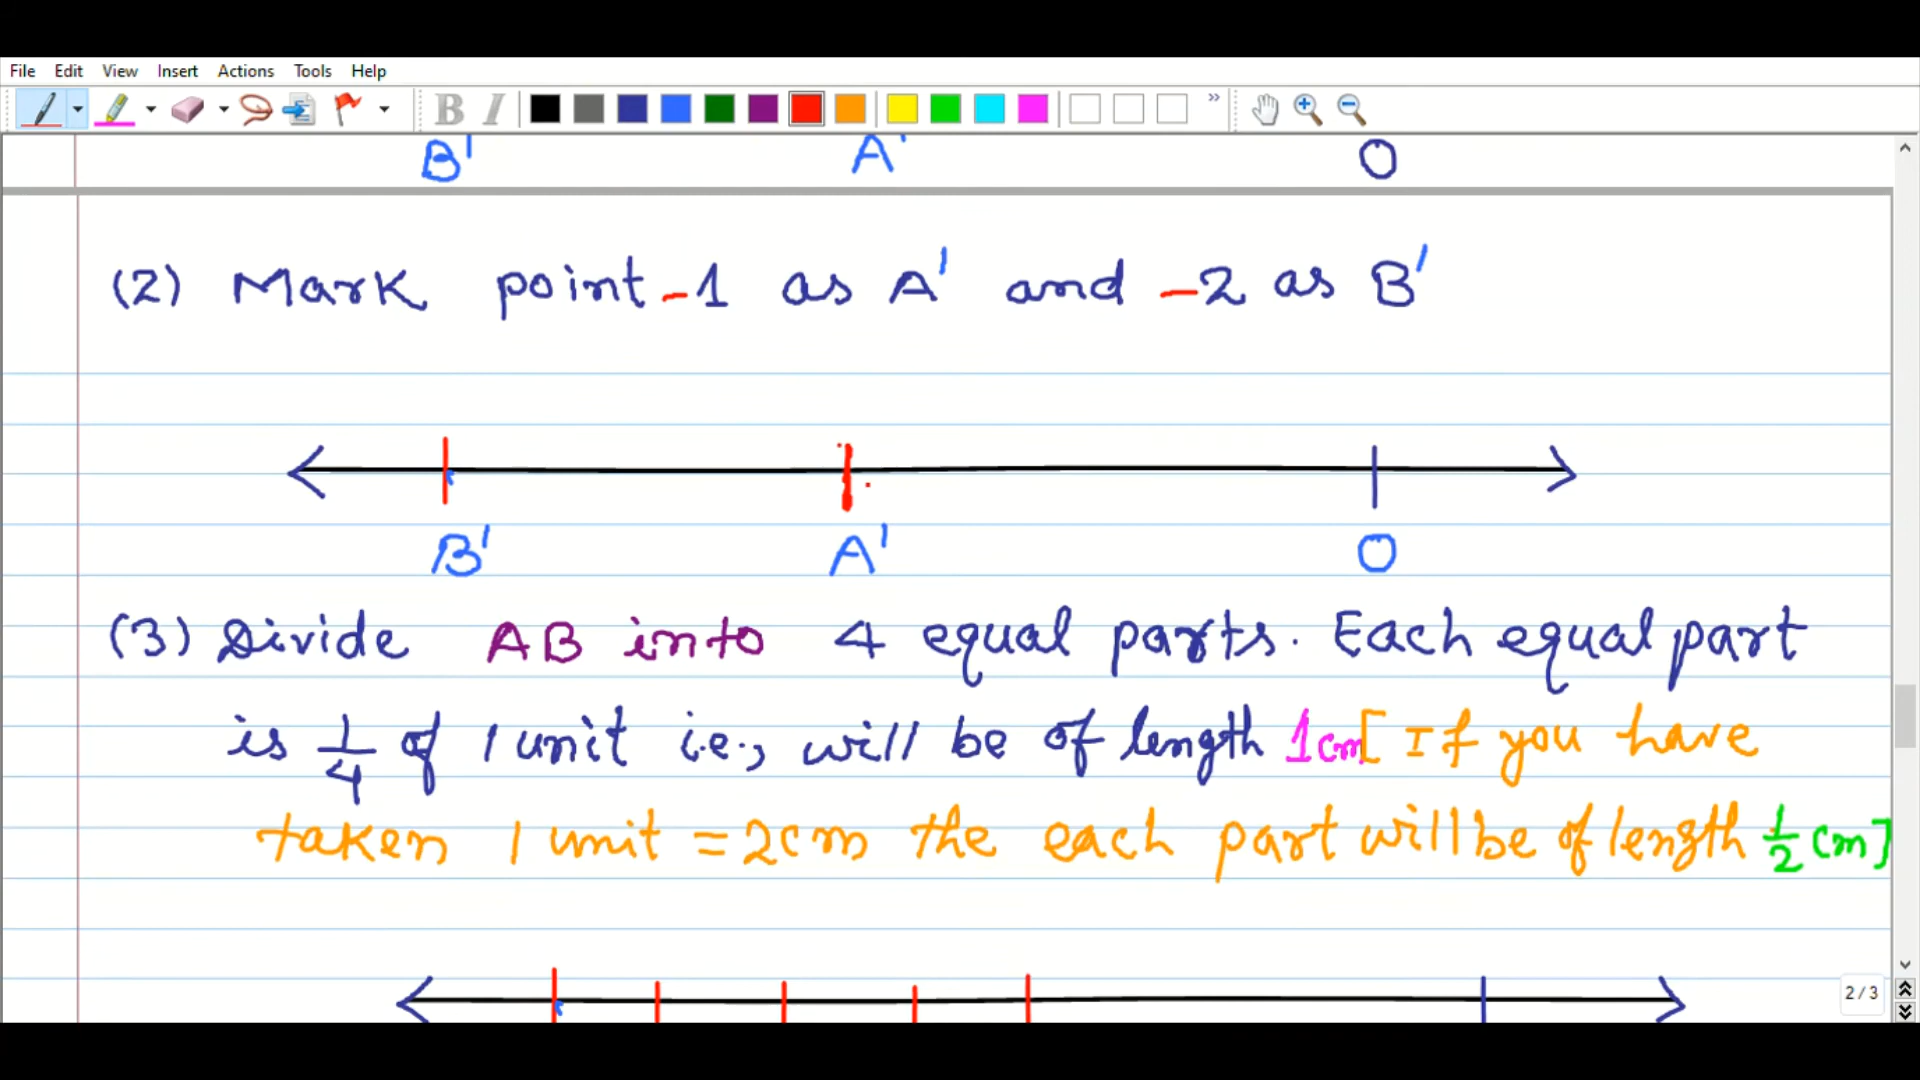 File Edit View Insert Actions Tools Help
B I »
B' A' O
(2) Mark point -1 as A' and -2 as B'
B' A' O
(3) Divide AB into 4 equal parts. Each equal part
is 1/4 of 1 unit i.e., will be of length 1cm [If you have
taken 1 unit = 2cm the each part will be of length 1/2 cm]
2 / 3